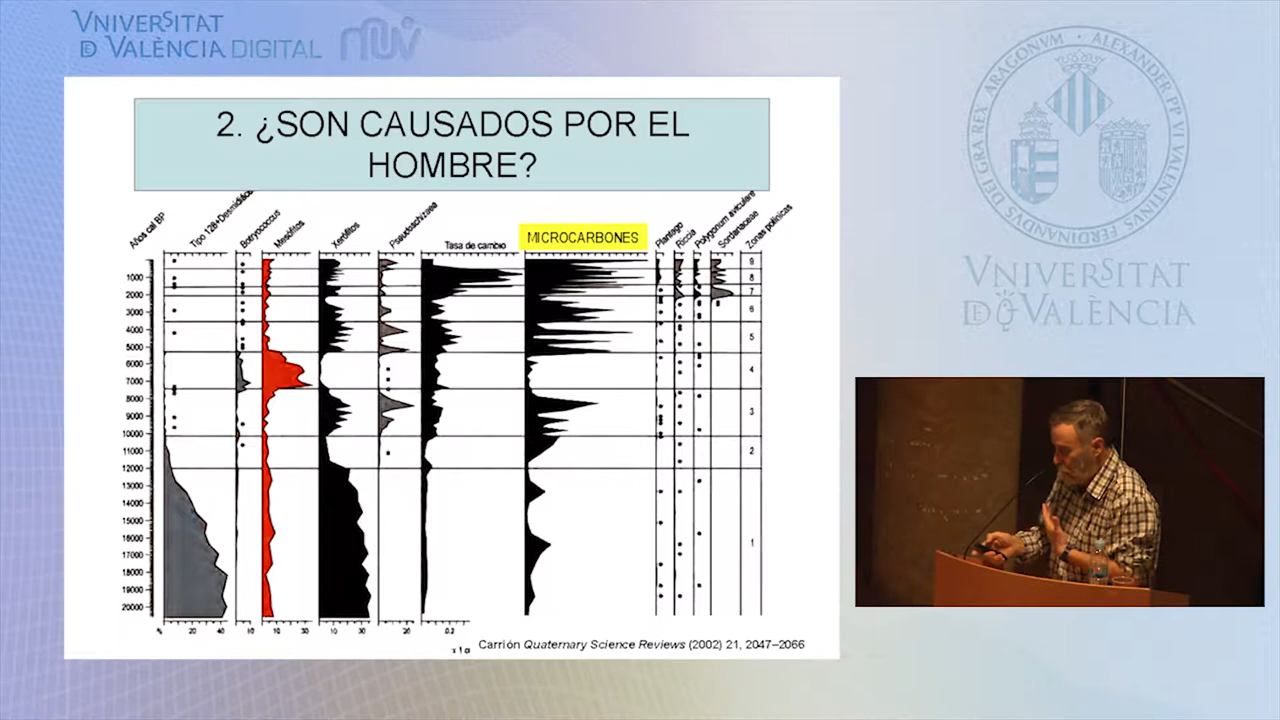 VNIVERSITAT
DE VALÈNCIA DIGITAL
2. ¿SON CAUSADOS POR EL
HOMBRE?
Años cal BP
Tipo 128+Desmidiáceas
Botryococcus
Mesófitos
Xerófitos
Pseudoschizaea
Tasa de cambio
MICROCARBONES
Plantago
Riccia
Polygonum aviculare
Sordariaceae
Zonas polínicas
1000
2000
3000
4000
5000
6000
7000
8000
9000
10000
11000
12000
13000
14000
15000
16000
17000
18000
19000
20000
9
8
7
6
5
4
3
2
1
% 20 40 10 10 30 10 30 20 0.2
Carrión Quaternary Science Reviews (2002) 21, 2047–2066
VNIVERSITAT
DE VALÈNCIA